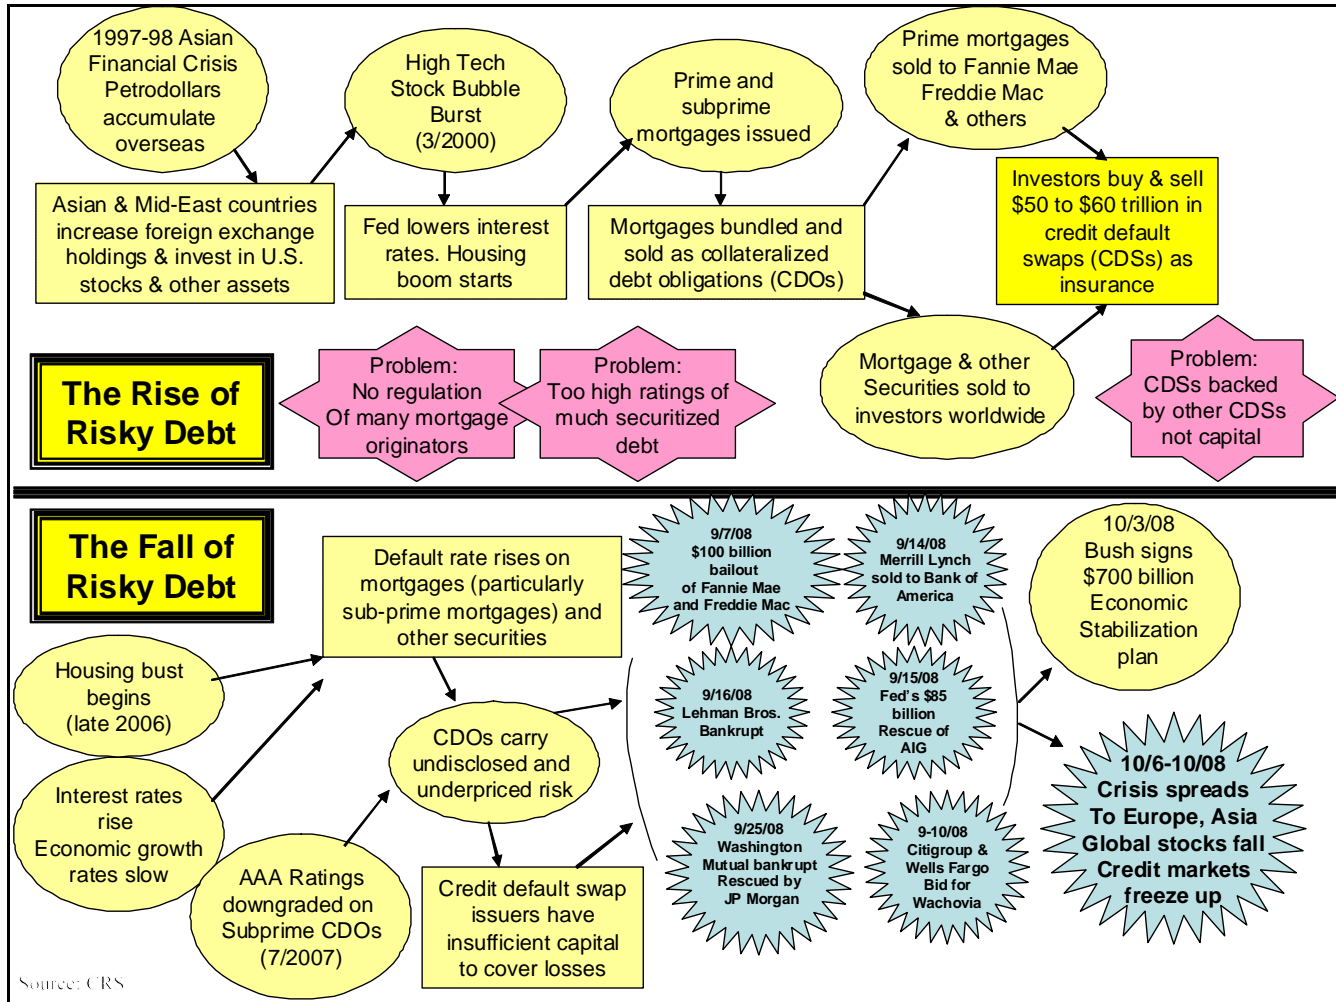 1997-98 Asian
Financial Crisis
Petrodollars
accumulate
overseas
High Tech
Stock Bubble
Burst
(3/2000)
Prime and
subprime
mortgages issued
Prime mortgages
sold to Fannie Mae
Freddie Mac
& others
Asian & Mid-East countries
increase foreign exchange
holdings & invest in U.S.
stocks & other assets
Fed lowers interest
rates. Housing
boom starts
Mortgages bundled and
sold as collateralized
debt obligations (CDOs)
Investors buy & sell
$50 to $60 trillion in
credit default
swaps (CDSs) as
insurance
Mortgage & other
Securities sold to
investors worldwide
The Rise of
Risky Debt
Problem:
No regulation
Of many mortgage
originators
Problem:
Too high ratings of
much securitized
debt
Problem:
CDSs backed
by other CDSs
not capital
The Fall of
Risky Debt
Default rate rises on
mortgages (particularly
sub-prime mortgages) and
other securities
Housing bust
begins
(late 2006)
Interest rates
rise
Economic growth
rates slow
AAA Ratings
downgraded on
Subprime CDOs
(7/2007)
CDOs carry
undisclosed and
underpriced risk
Credit default swap
issuers have
insufficient capital
to cover losses
9/7/08
$100 billion
bailout
of Fannie Mae
and Freddie Mac
9/14/08
Merrill Lynch
sold to Bank of
America
9/16/08
Lehman Bros.
Bankrupt
9/15/08
Fed's $85
billion
Rescue of
AIG
9/25/08
Washington
Mutual bankrupt
Rescued by
JP Morgan
9-10/08
Citigroup &
Wells Fargo
Bid for
Wachovia
10/3/08
Bush signs
$700 billion
Economic
Stabilization
plan
10/6-10/08
Crisis spreads
To Europe, Asia
Global stocks fall
Credit markets
freeze up
Source: CRS